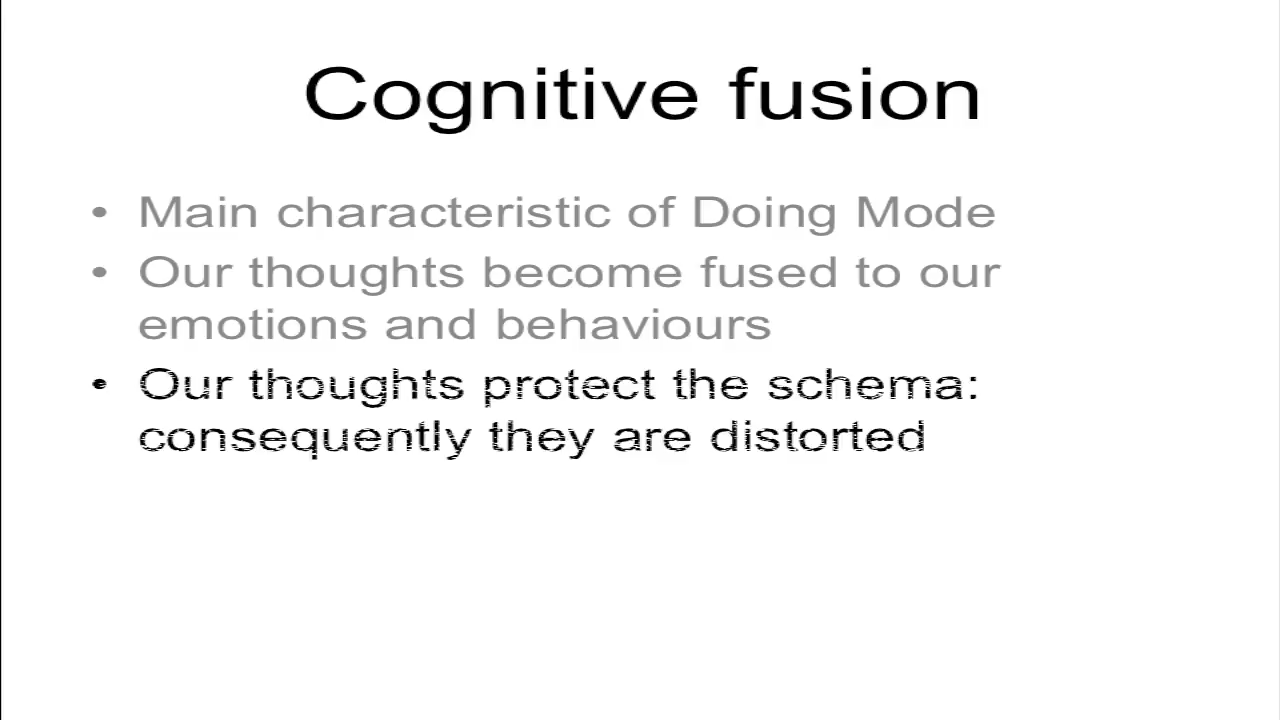 Cognitive fusion
• Main characteristic of Doing Mode
• Our thoughts become fused to our
emotions and behaviours
• Our thoughts protect the schema:
consequently they are distorted